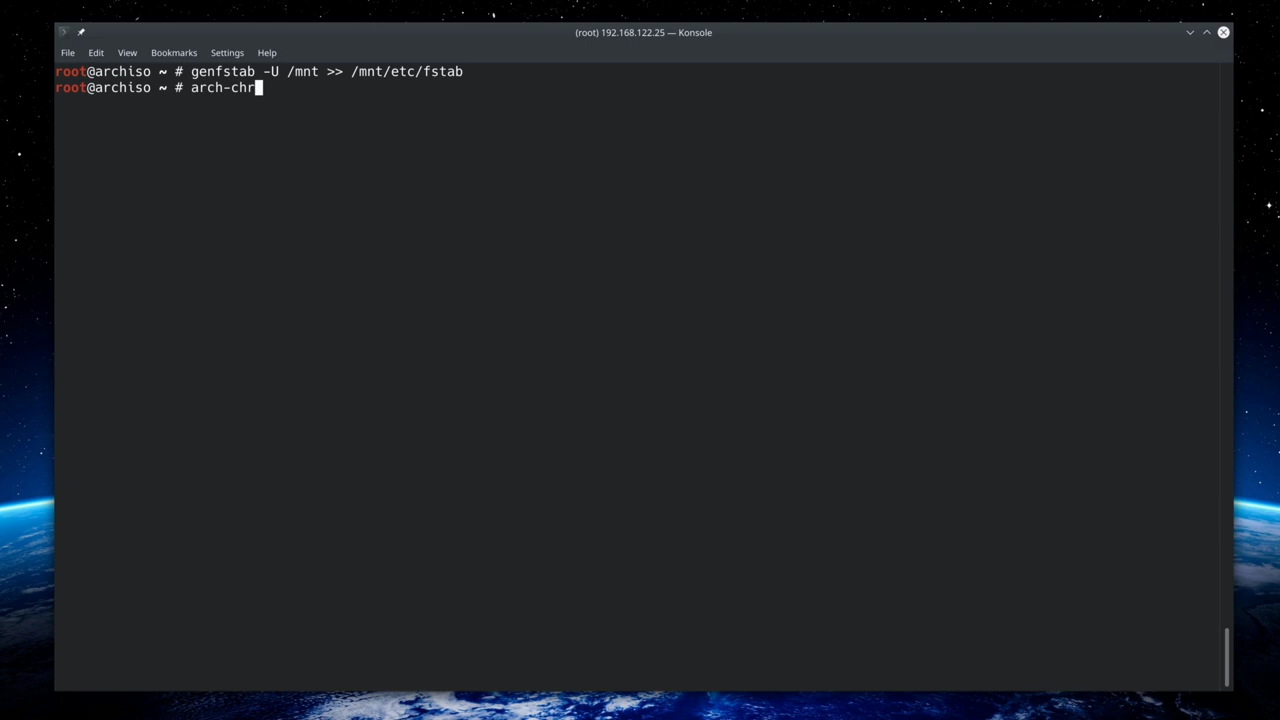 (root) 192.168.122.25 — Konsole
File Edit View Bookmarks Settings Help
root@archiso ~ # genfstab -U /mnt >> /mnt/etc/fstab
root@archiso ~ # arch-chr